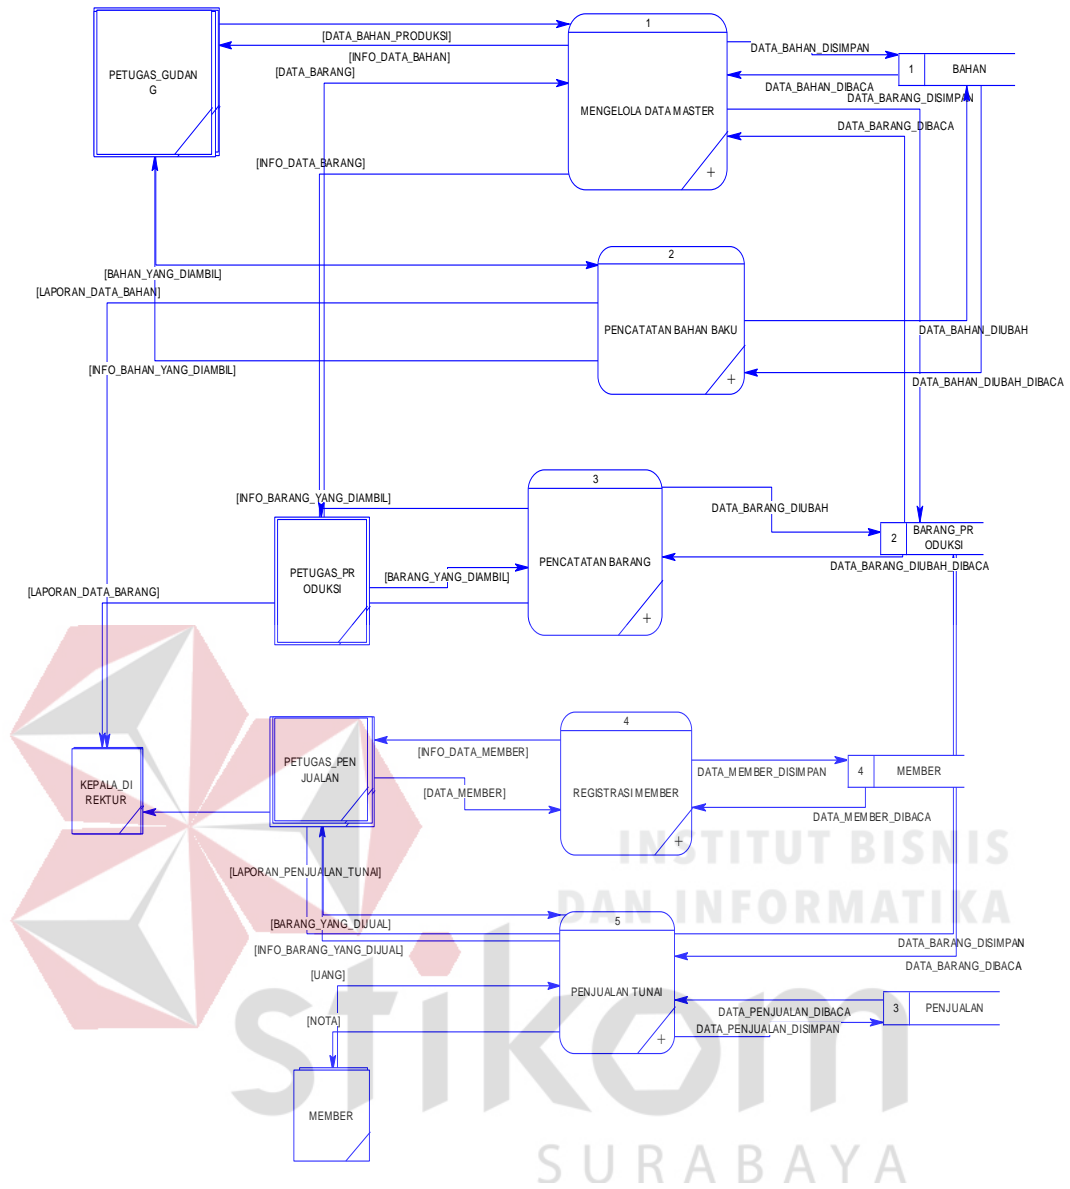 1
[DATA_BAHAN_PRODUKSI]
DATA_BAHAN_DISIMPAN
[INFO_DATA_BAHAN]
PETUGAS_GUDAN
G
[DATA_BARANG]
1
BAHAN
DATA_BAHAN_DIBACA
DATA_BARANG_DISIMPAN
MENGELOLA DATA MASTER
DATA_BARANG_DIBACA
[INFO_DATA_BARANG]
+
2
[BAHAN_YANG_DIAMBIL]
[LAPORAN_DATA_BAHAN]
PENCATATAN BAHAN BAKU
DATA_BAHAN_DIUBAH
[INFO_BAHAN_YANG_DIAMBIL]
+
DATA_BAHAN_DIUBAH_DIBACA
3
[INFO_BARANG_YANG_DIAMBIL]
DATA_BARANG_DIUBAH
2
BARANG_PR
ODUKSI
PENCATATAN BARANG
DATA_BARANG_DIUBAH_DIBACA
PETUGAS_PR
ODUKSI
[BARANG_YANG_DIAMBIL]
[LAPORAN_DATA_BARANG]
+
4
[INFO_DATA_MEMBER]
PETUGAS_PEN
JUALAN
DATA_MEMBER_DISIMPAN
4
MEMBER
KEPALA_DI
REKTUR
[DATA_MEMBER]
REGISTRASI MEMBER
DATA_MEMBER_DIBACA
+
INSTITUT BISNIS
DAN INFORMATIKA
[LAPORAN_PENJUALAN_TUNAI]
[BARANG_YANG_DIJUAL]
5
[INFO_BARANG_YANG_DIJUAL]
DATA_BARANG_DISIMPAN
DATA_BARANG_DIBACA
[UANG]
PENJUALAN TUNAI
DATA_PENJUALAN_DIBACA
3
PENJUALAN
[NOTA]
DATA_PENJUALAN_DISIMPAN
+
stikom
MEMBER
SURABAYA